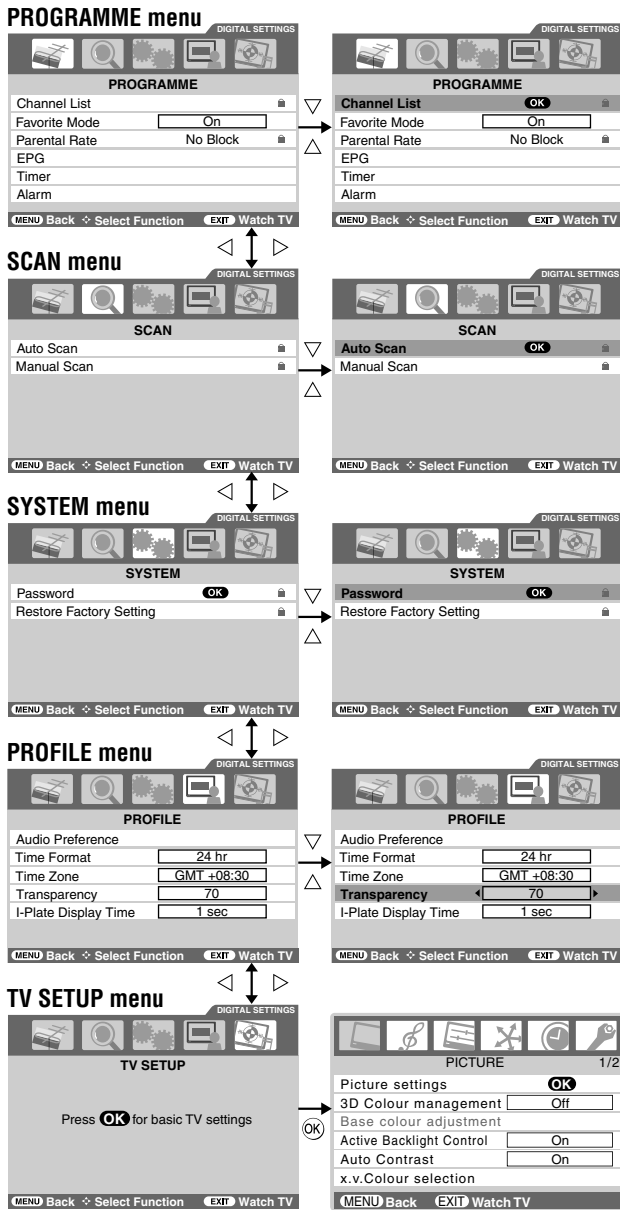 PROGRAMME menu
DIGITAL SETTINGS
PROGRAMME
Channel List
Favorite Mode On
Parental Rate No Block
EPG
Timer
Alarm
MENU Back Select Function EXIT Watch TV
DIGITAL SETTINGS
PROGRAMME
Channel List OK
Favorite Mode On
Parental Rate No Block
EPG
Timer
Alarm
MENU Back Select Function EXIT Watch TV
SCAN menu
DIGITAL SETTINGS
SCAN
Auto Scan
Manual Scan
MENU Back Select Function EXIT Watch TV
DIGITAL SETTINGS
SCAN
Auto Scan OK
Manual Scan
MENU Back Select Function EXIT Watch TV
SYSTEM menu
DIGITAL SETTINGS
SYSTEM
Password OK
Restore Factory Setting
MENU Back Select Function EXIT Watch TV
DIGITAL SETTINGS
SYSTEM
Password OK
Restore Factory Setting
MENU Back Select Function EXIT Watch TV
PROFILE menu
DIGITAL SETTINGS
PROFILE
Audio Preference
Time Format 24 hr
Time Zone GMT +08:30
Transparency 70
I-Plate Display Time 1 sec
MENU Back Select Function EXIT Watch TV
DIGITAL SETTINGS
PROFILE
Audio Preference
Time Format 24 hr
Time Zone GMT +08:30
Transparency 70
I-Plate Display Time 1 sec
MENU Back Select Function EXIT Watch TV
TV SETUP menu
DIGITAL SETTINGS
TV SETUP
Press OK for basic TV settings
MENU Back Select Function EXIT Watch TV
OK
PICTURE 1/2
Picture settings OK
3D Colour management Off
Base colour adjustment
Active Backlight Control On
Auto Contrast On
x.v.Colour selection
MENU Back EXIT Watch TV